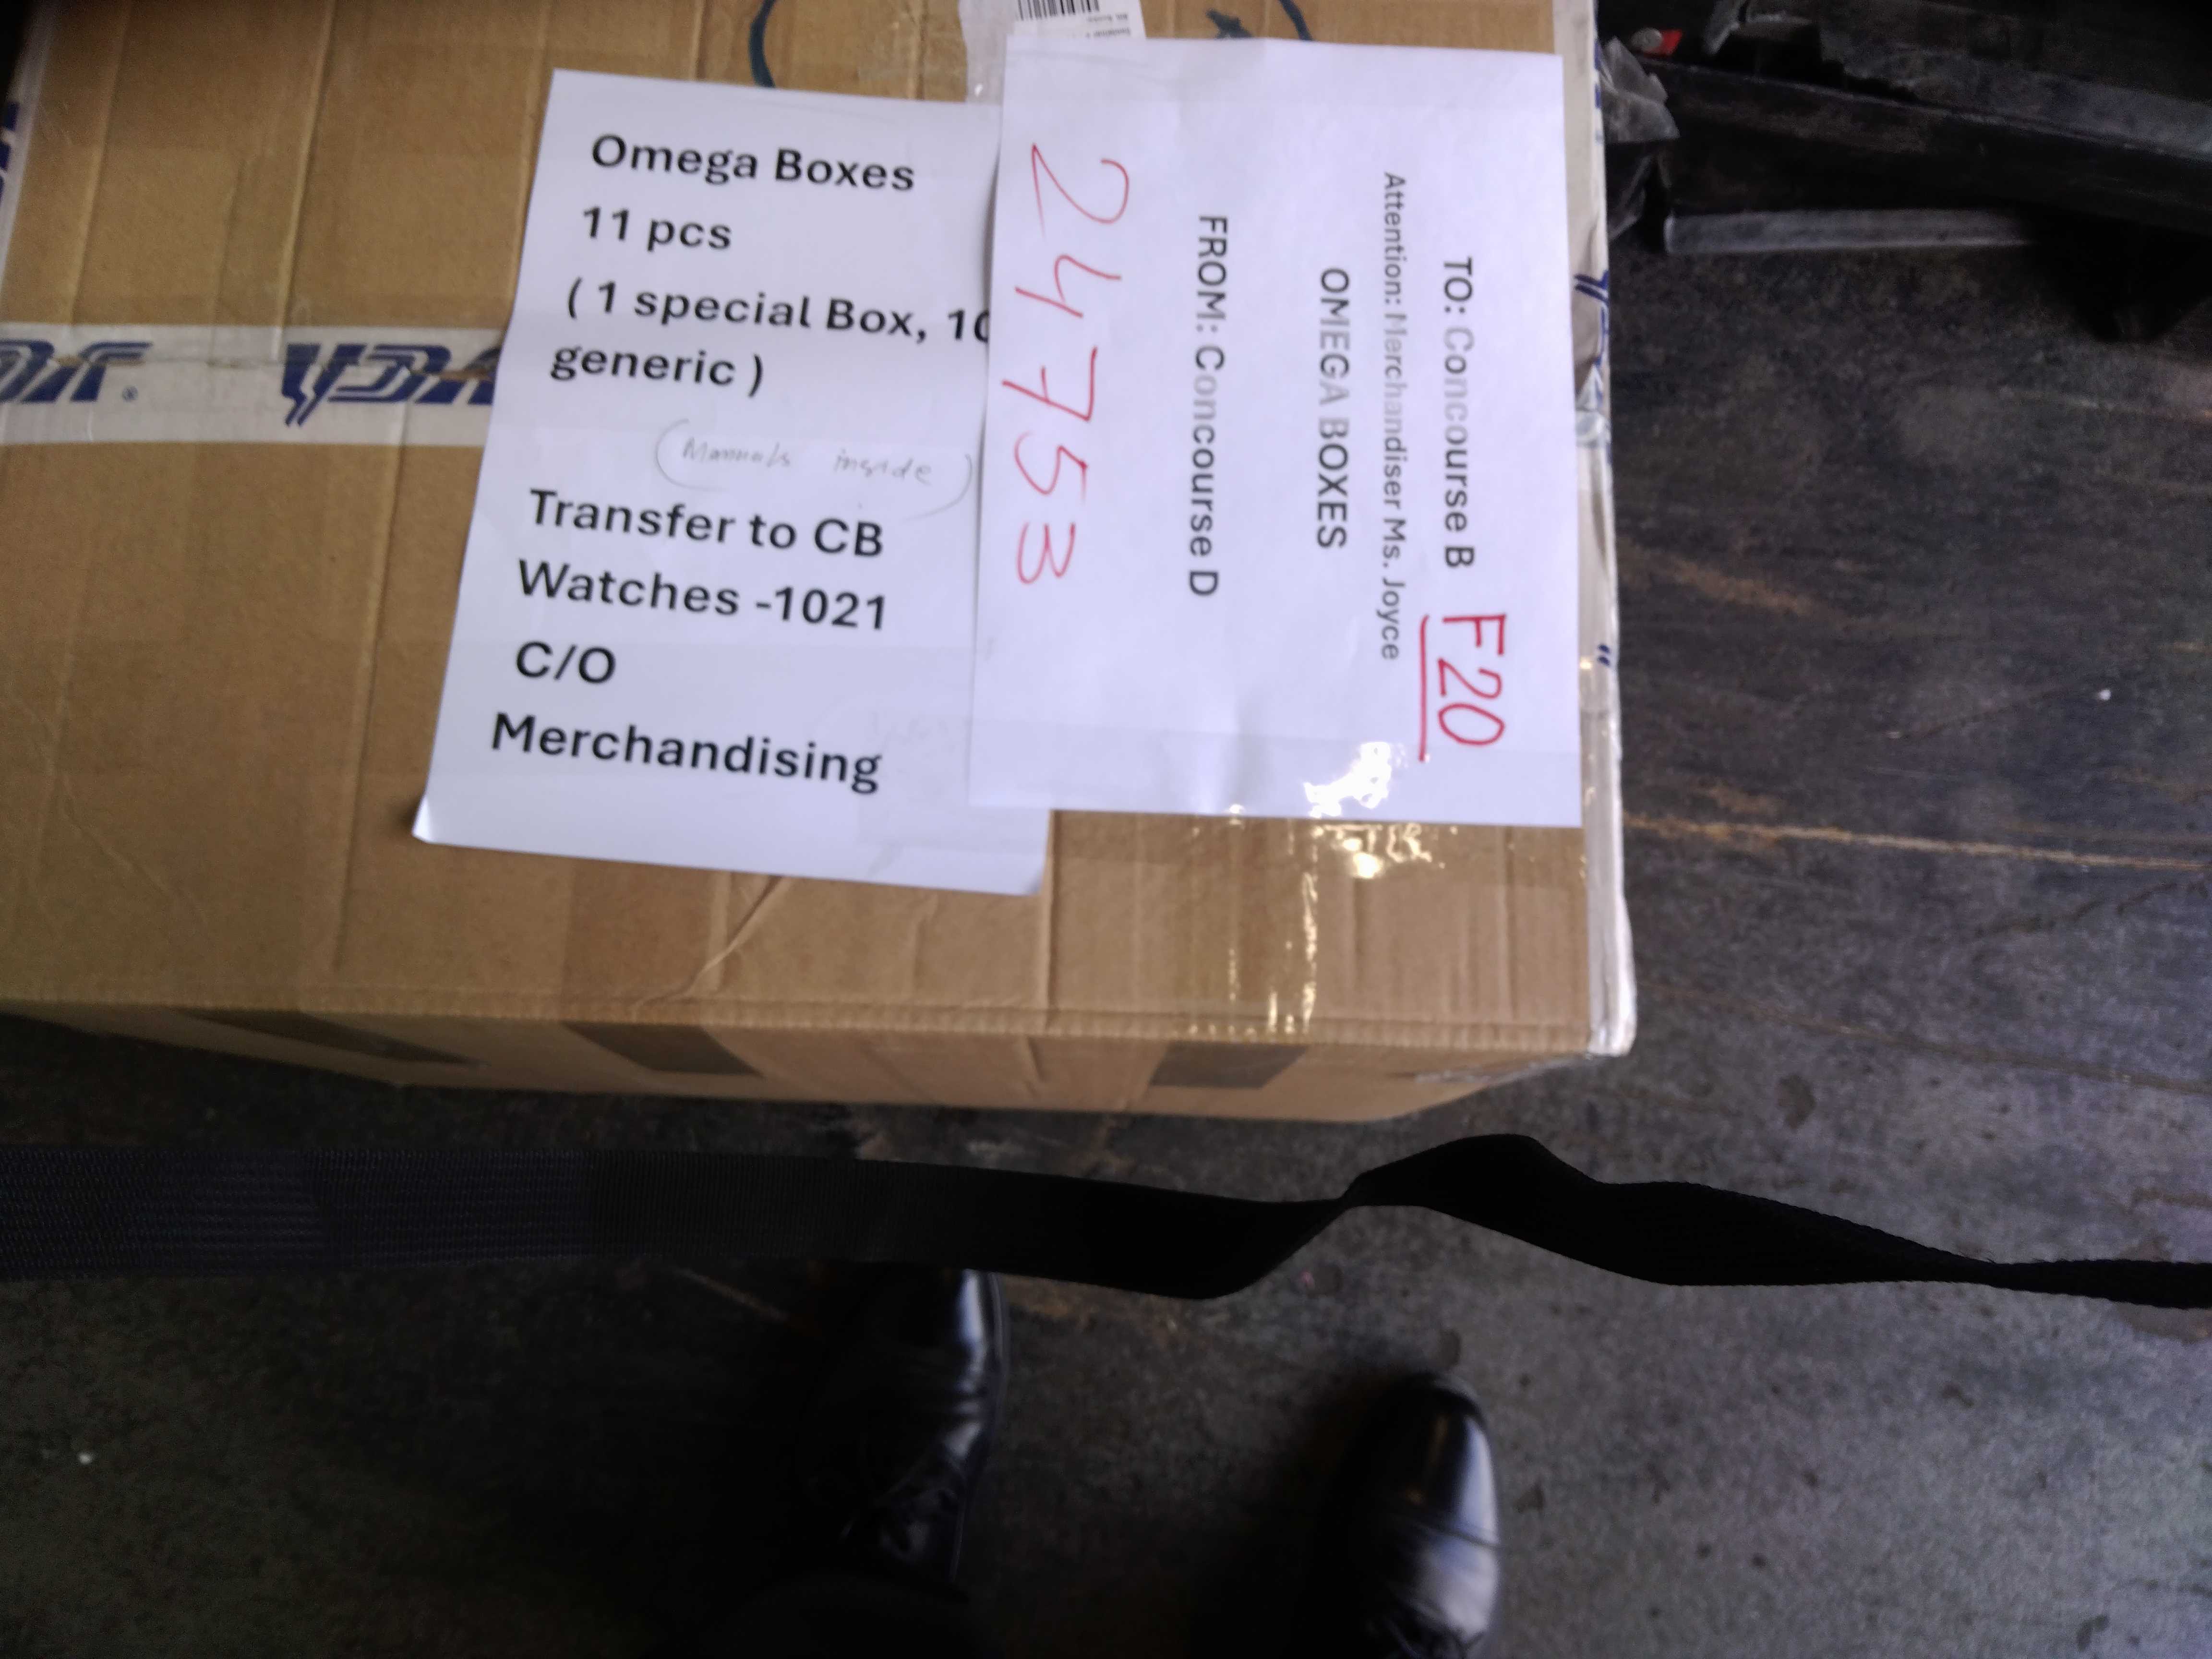 Omega Boxes
11 pcs
( 1 special Box, 10
generic )
(Manuals inside)
Transfer to CB
Watches -1021
C/O
Merchandising
TO: Concourse B F20
Attention: Merchandiser Ms. Joyce
OMEGA BOXES
FROM: Concourse D
24753